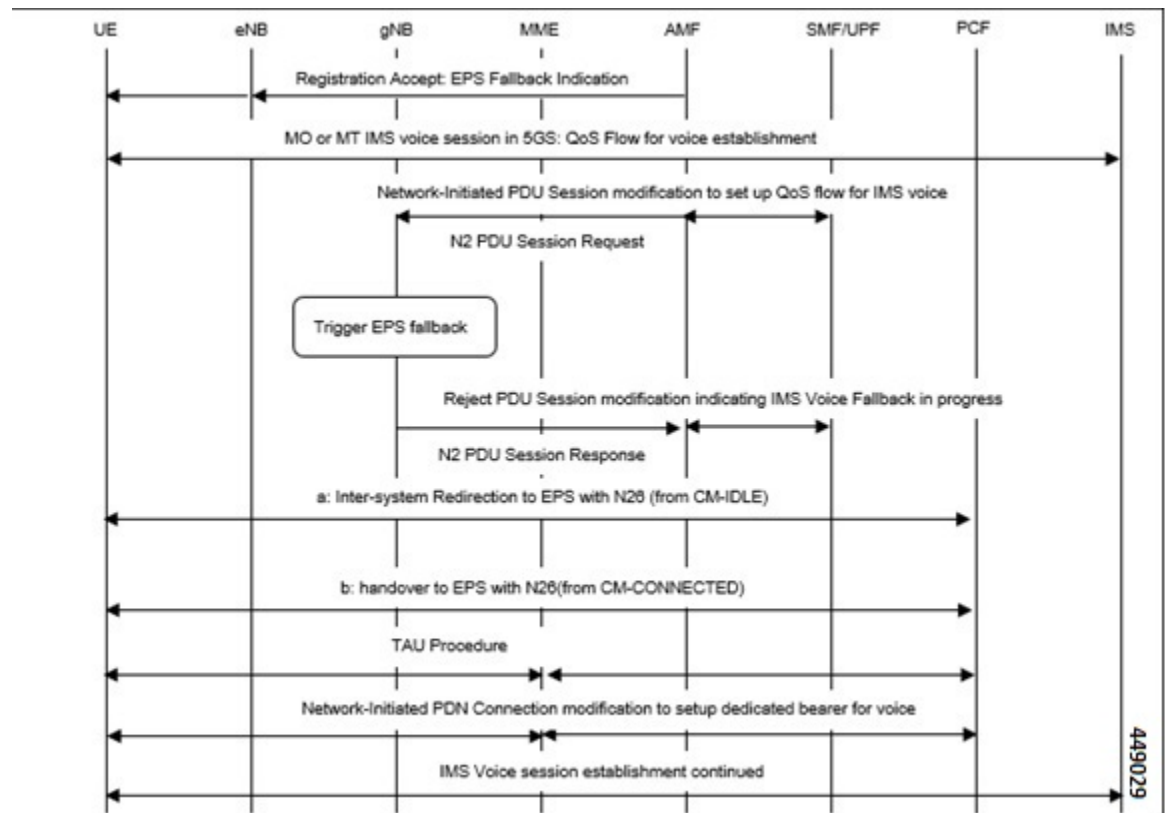 UE eNB gNB MME AMF SMF/UPF PCF IMS
Registration Accept: EPS Fallback Indication
MO or MT IMS voice session in 5GS: QoS Flow for voice establishment
Network-Initiated PDU Session modification to set up QoS flow for IMS voice
N2 PDU Session Request
Trigger EPS fallback
Reject PDU Session modification indicating IMS Voice Fallback in progress
N2 PDU Session Response
a: Inter-system Redirection to EPS with N26 (from CM-IDLE)
b: handover to EPS with N26(from CM-CONNECTED)
TAU Procedure
Network-Initiated PDN Connection modification to setup dedicated bearer for voice
IMS Voice session establishment continued
449029